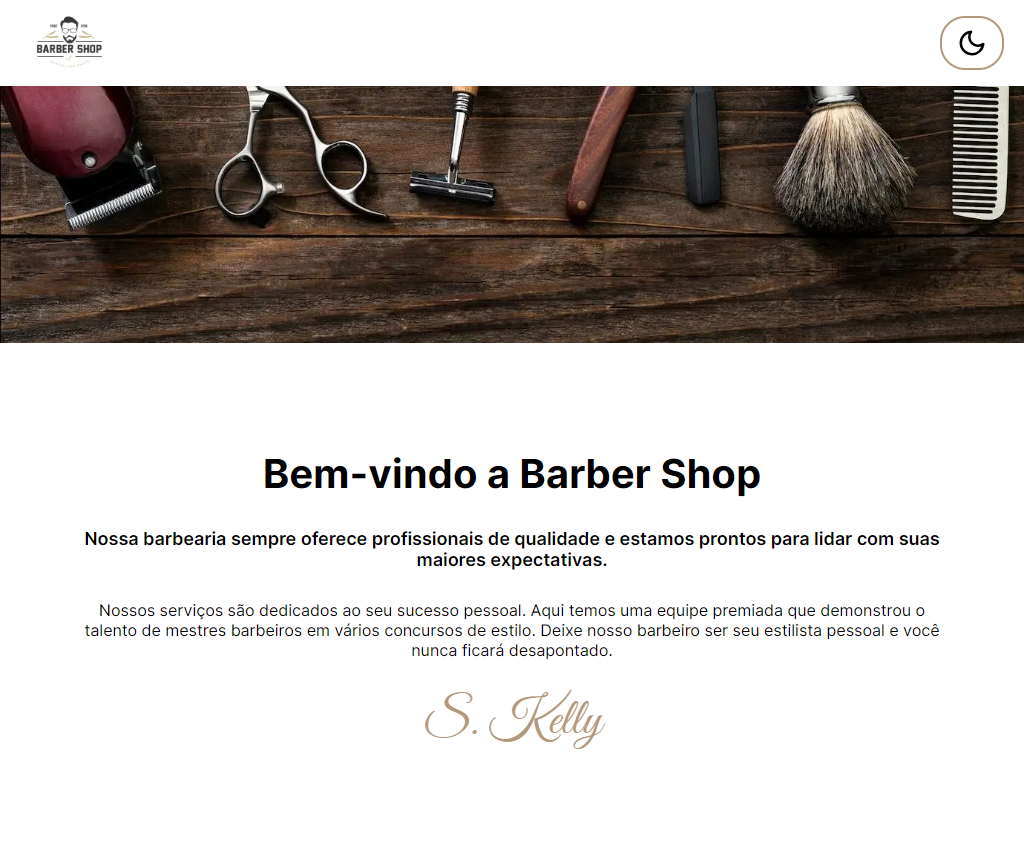 BARBER SHOP
Bem-vindo a Barber Shop
Nossa barbearia sempre oferece profissionais de qualidade e estamos prontos para lidar com suas
maiores expectativas.
Nossos serviços são dedicados ao seu sucesso pessoal. Aqui temos uma equipe premiada que demonstrou o
talento de mestres barbeiros em vários concursos de estilo. Deixe nosso barbeiro ser seu estilista pessoal e você
nunca ficará desapontado.
S. Kelly